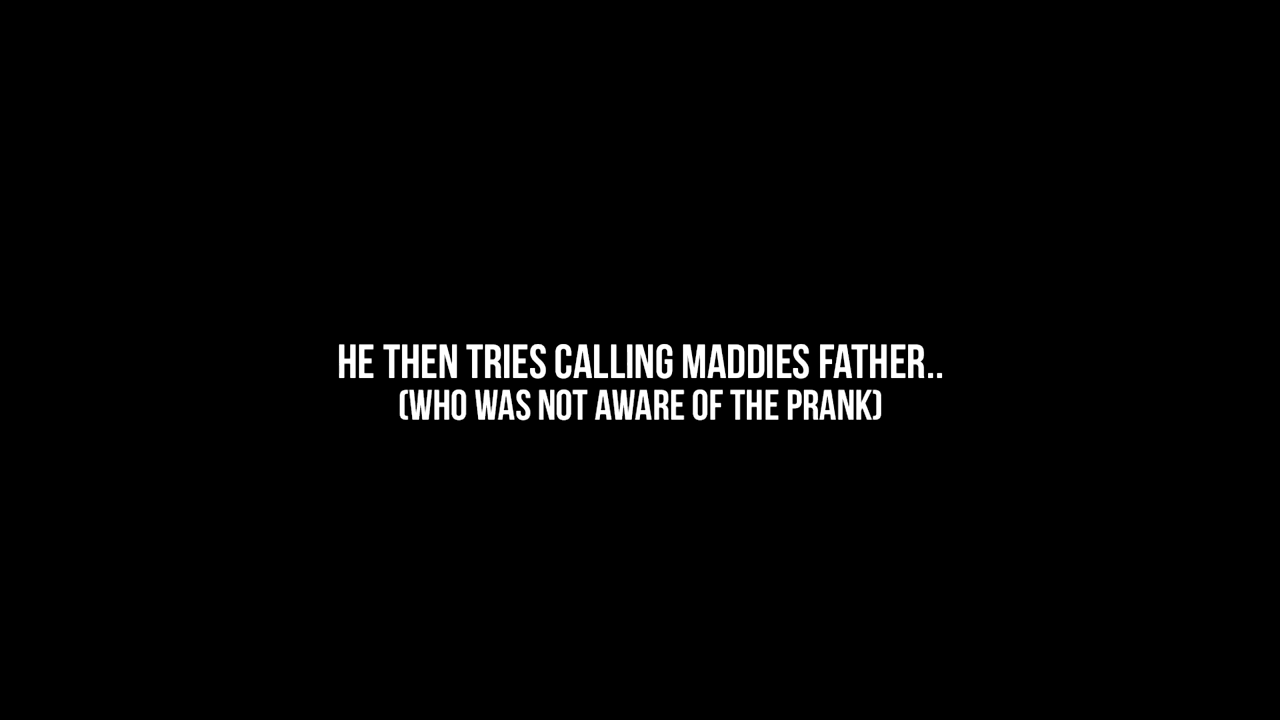 HE THEN TRIES CALLING MADDIES FATHER..
(WHO WAS NOT AWARE OF THE PRANK)